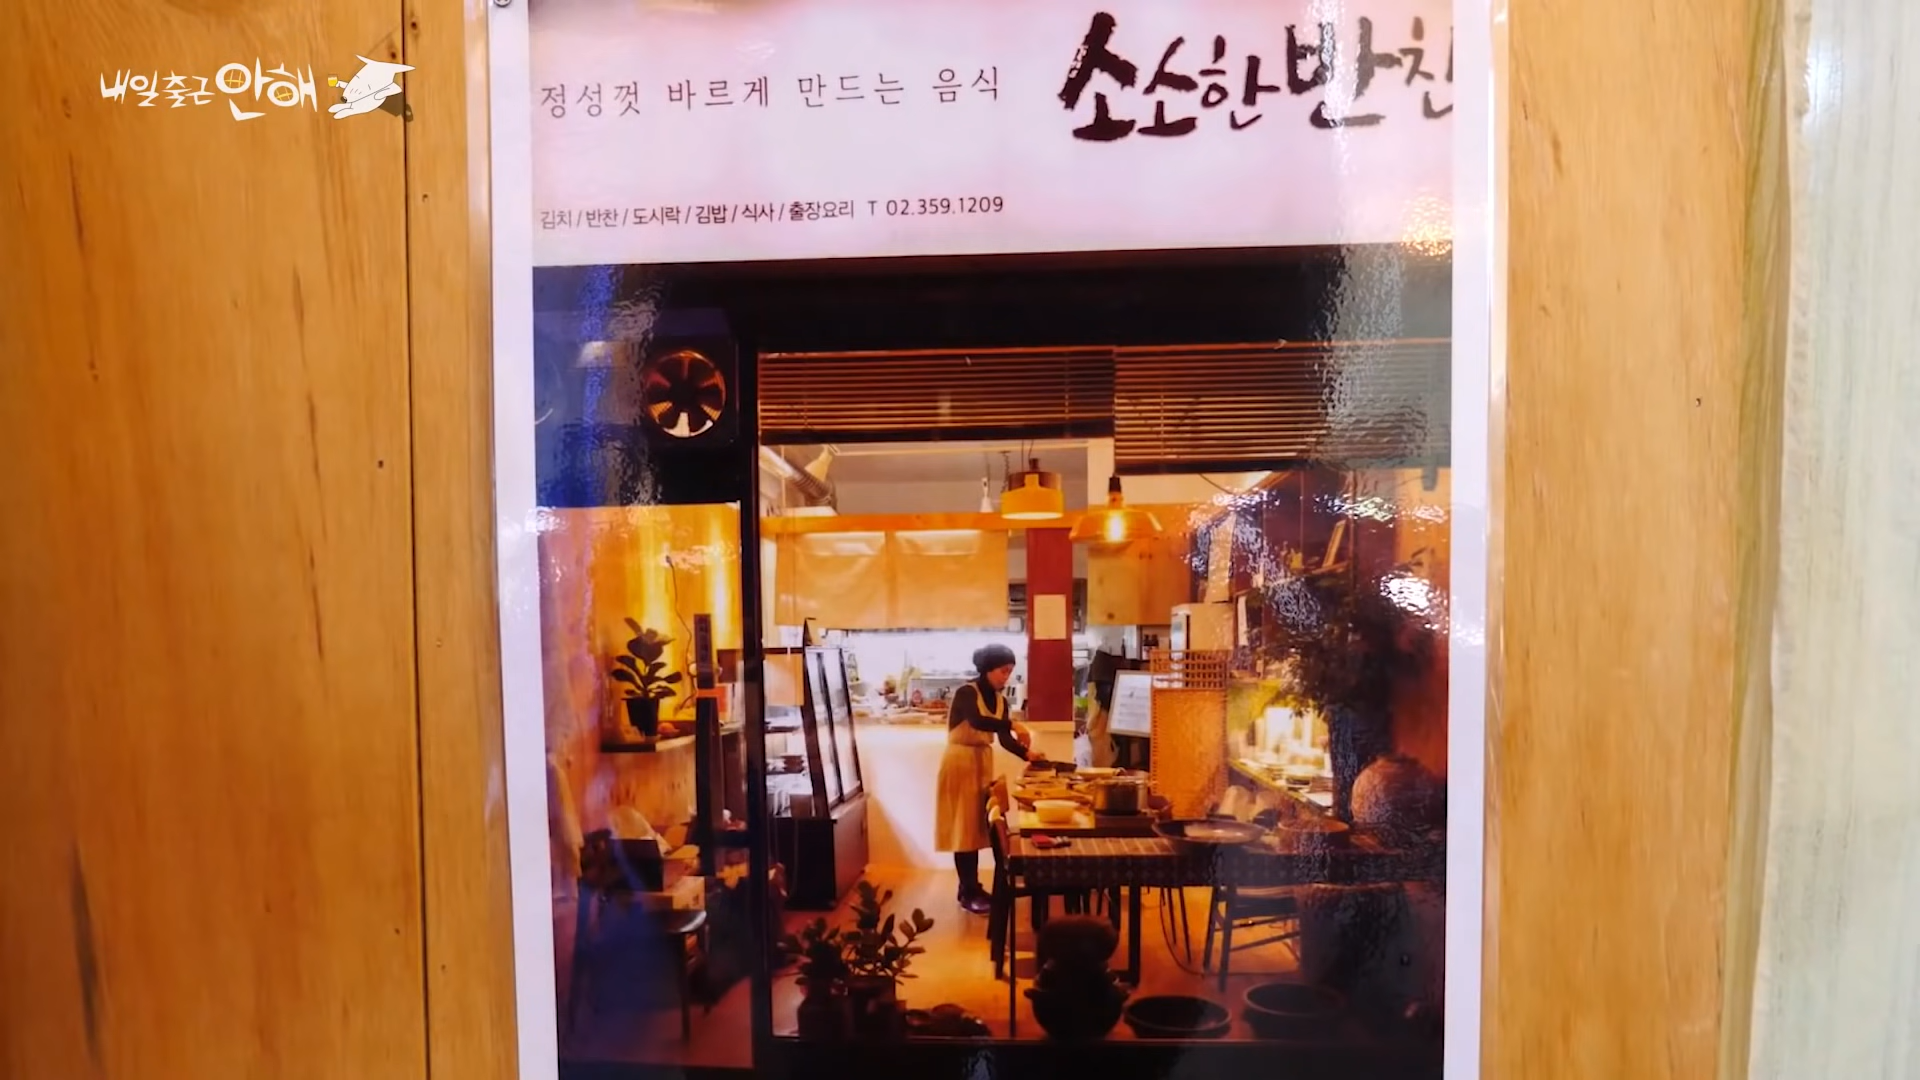 내일 출근 안해
정성껏 바르게 만드는 음식
소소한반찬
김치 / 반찬 / 도시락 / 김밥 / 식사 / 출장요리 T 02.359.1209